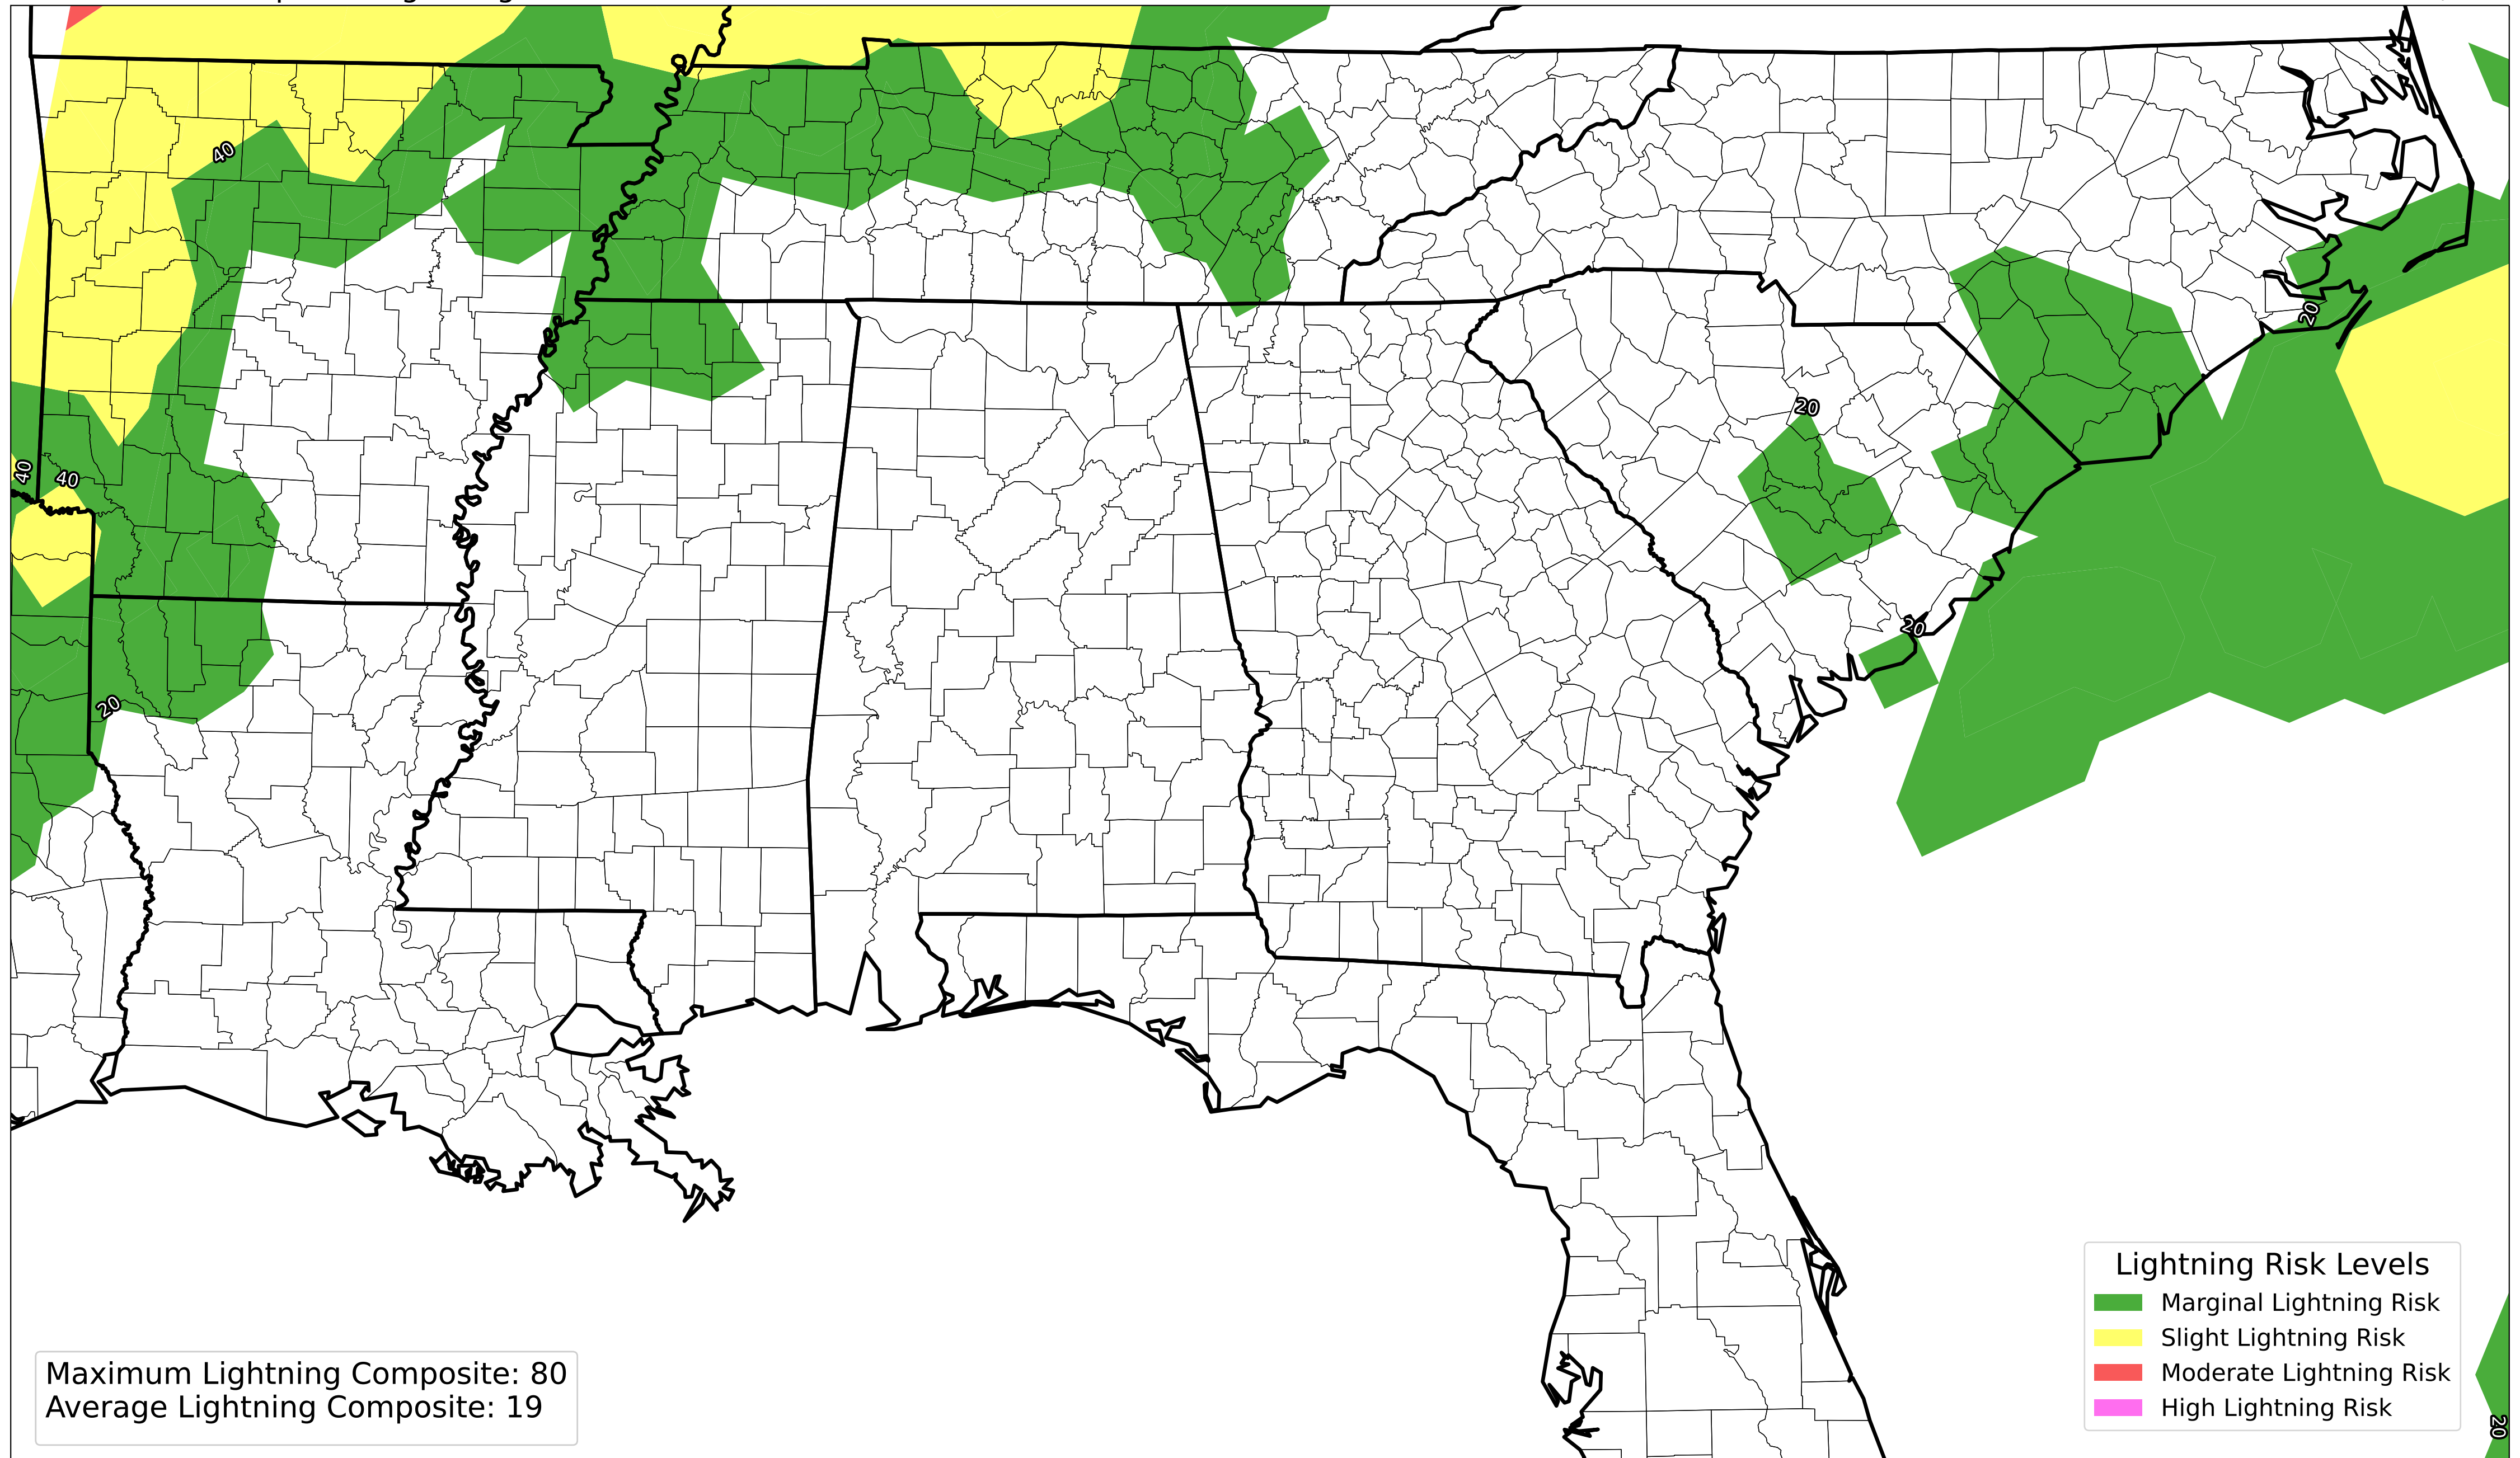 40
40
40
20
20
20
20
20
Lightning Risk Levels
Marginal Lightning Risk
Slight Lightning Risk
Moderate Lightning Risk
High Lightning Risk
Maximum Lightning Composite: 80
Average Lightning Composite: 19